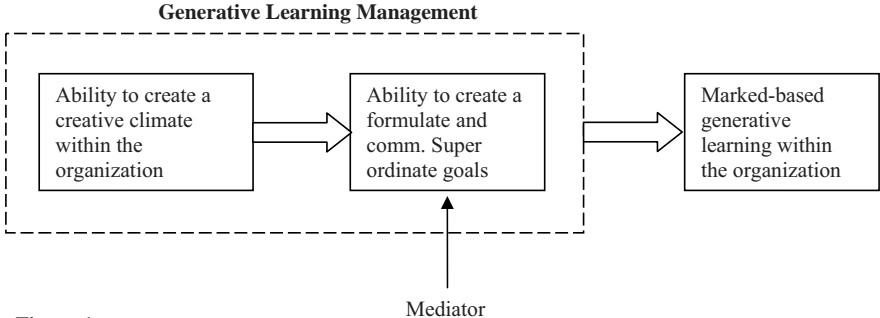 Generative Learning Management
Ability to create a
creative climate
within the
organization
Ability to create a
formulate and
comm. Super
ordinate goals
Marked-based
generative
learning within
the organization
Mediator